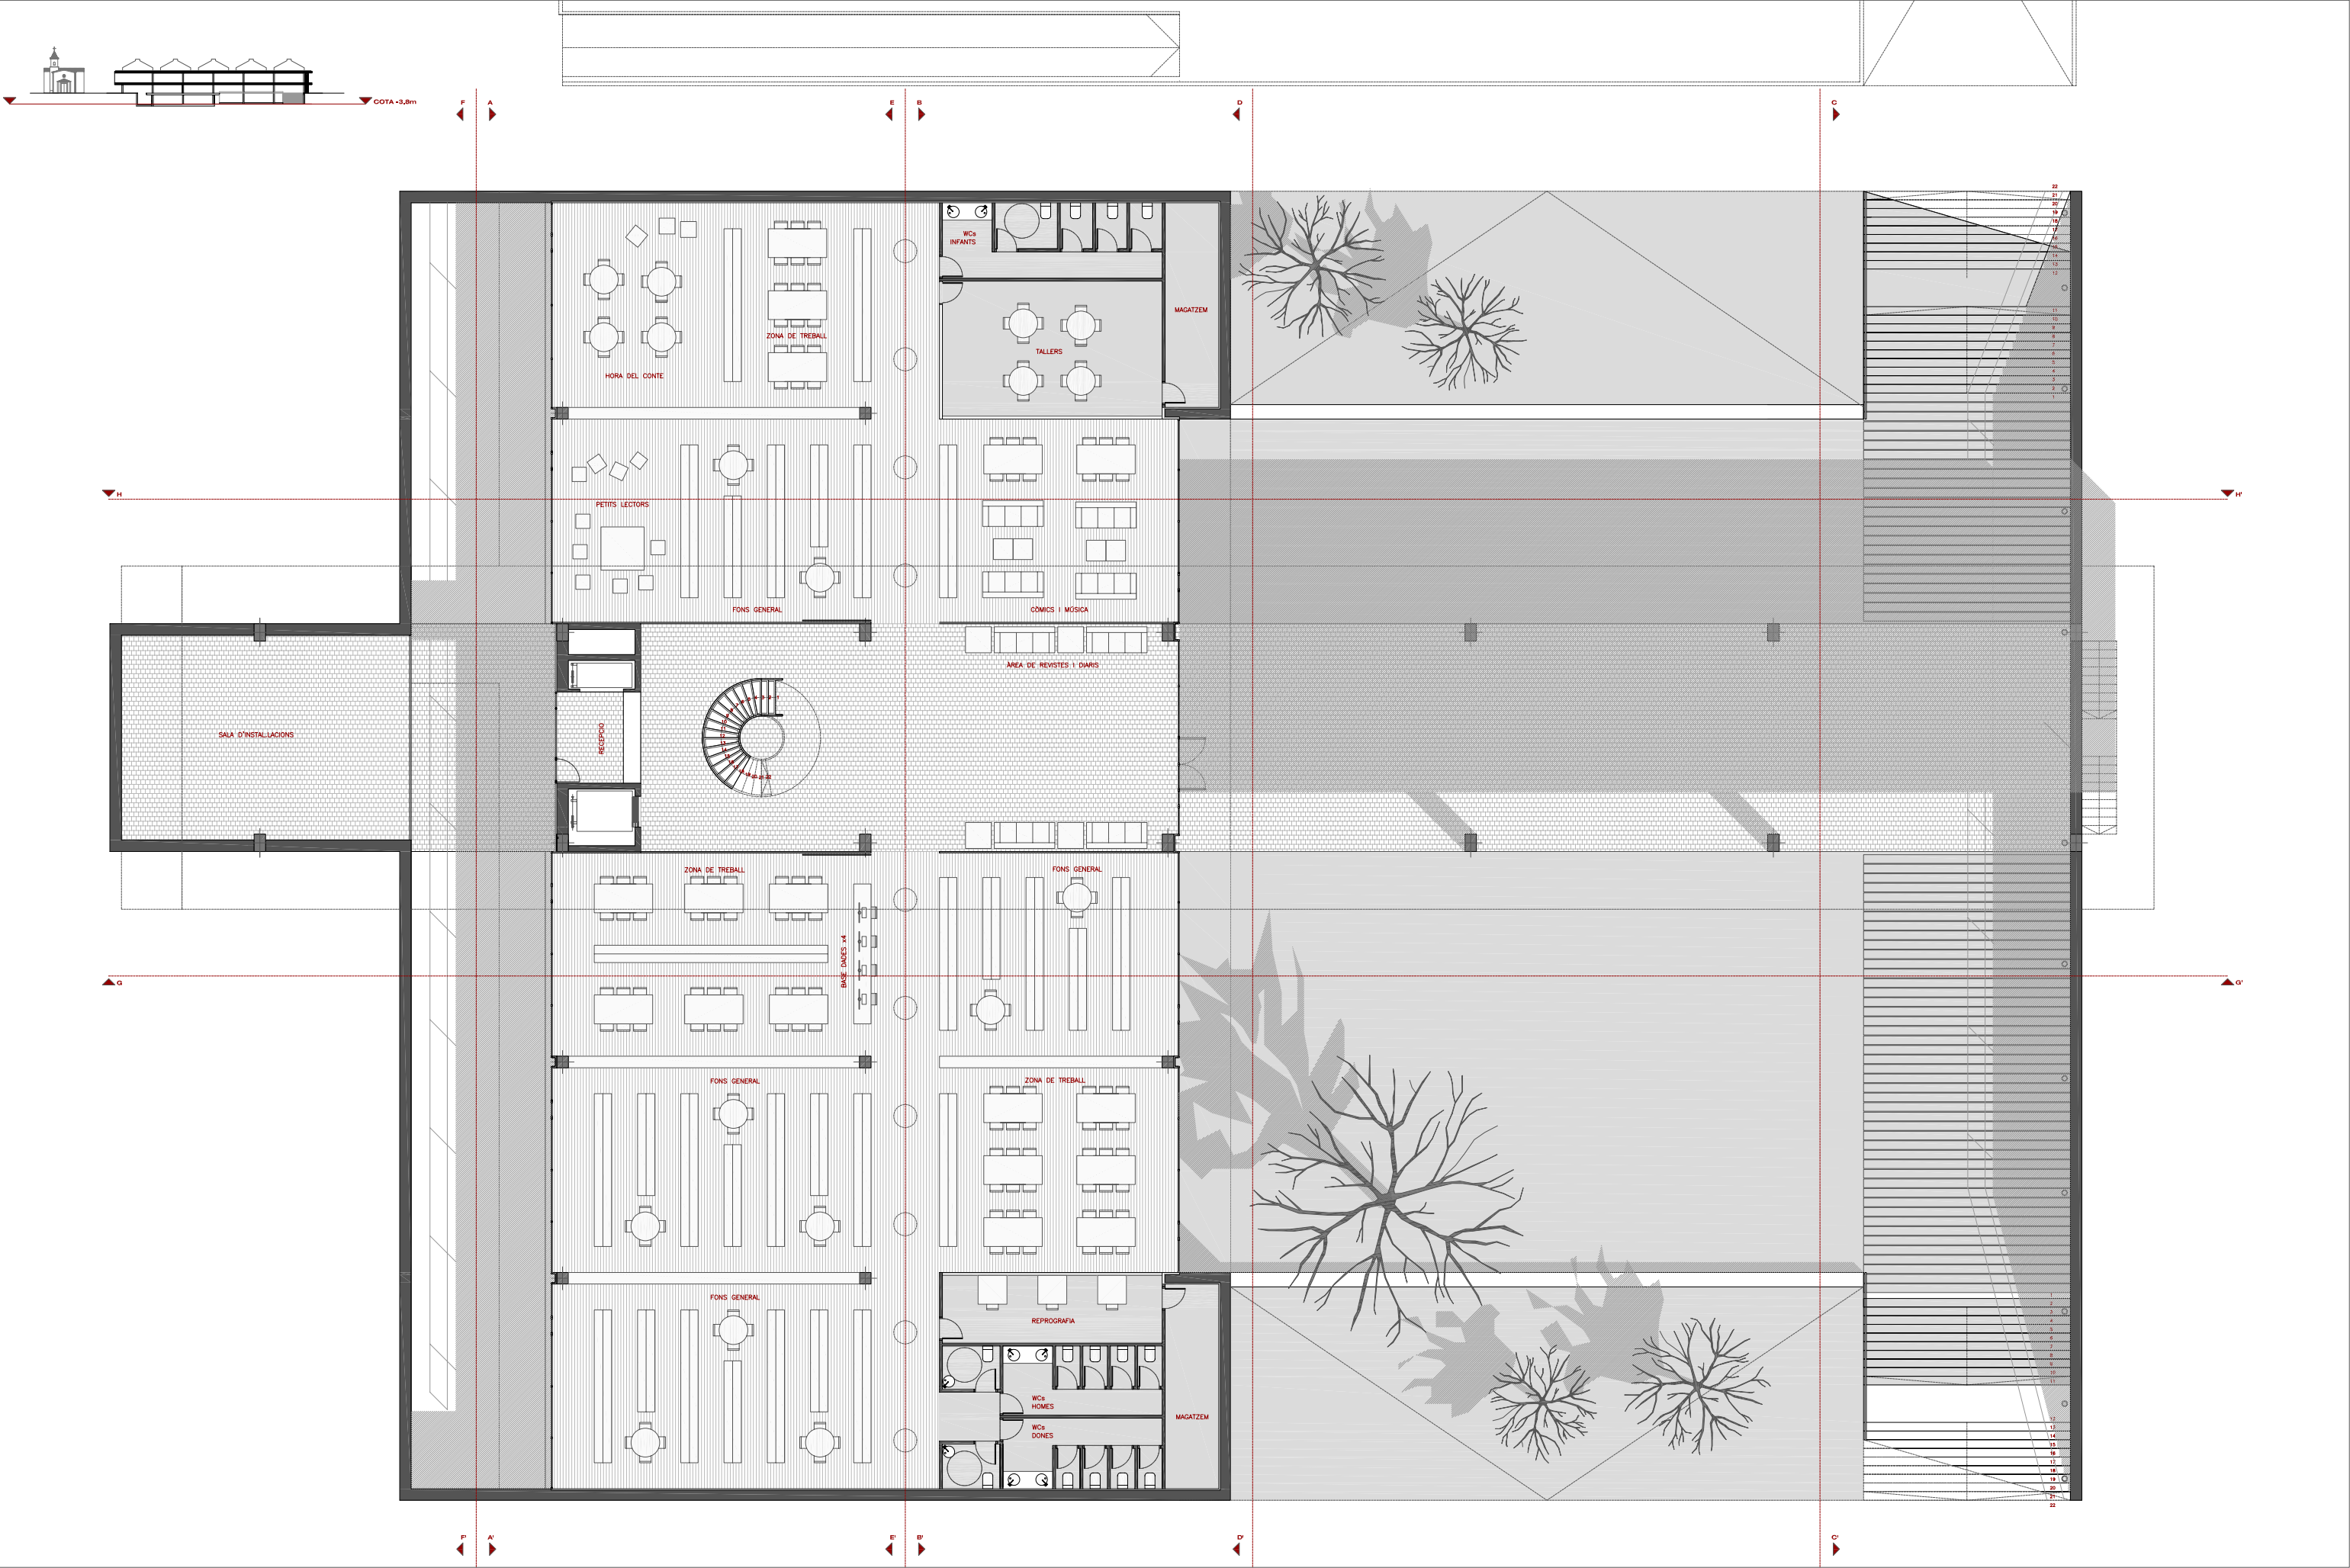 COTA -3,8m
F A
E B
D
C
WCs
INFANTS
MAGATZEM
ZONA DE TREBALL
TALLERS
HORA DEL CONTE
H H'
PETITS LECTORS
FONS GENERAL
CÒMICS I MÚSICA
ÀREA DE REVISTES I DIARIS
SALA D'INSTAL.LACIONS
RECEPCIÓ
ZONA DE TREBALL
FONS GENERAL
BASE DADES x4
G G'
FONS GENERAL
ZONA DE TREBALL
FONS GENERAL
REPROGRAFIA
WCs
HOMES
MAGATZEM
WCs
DONES
F' A'
E' B'
D'
C'